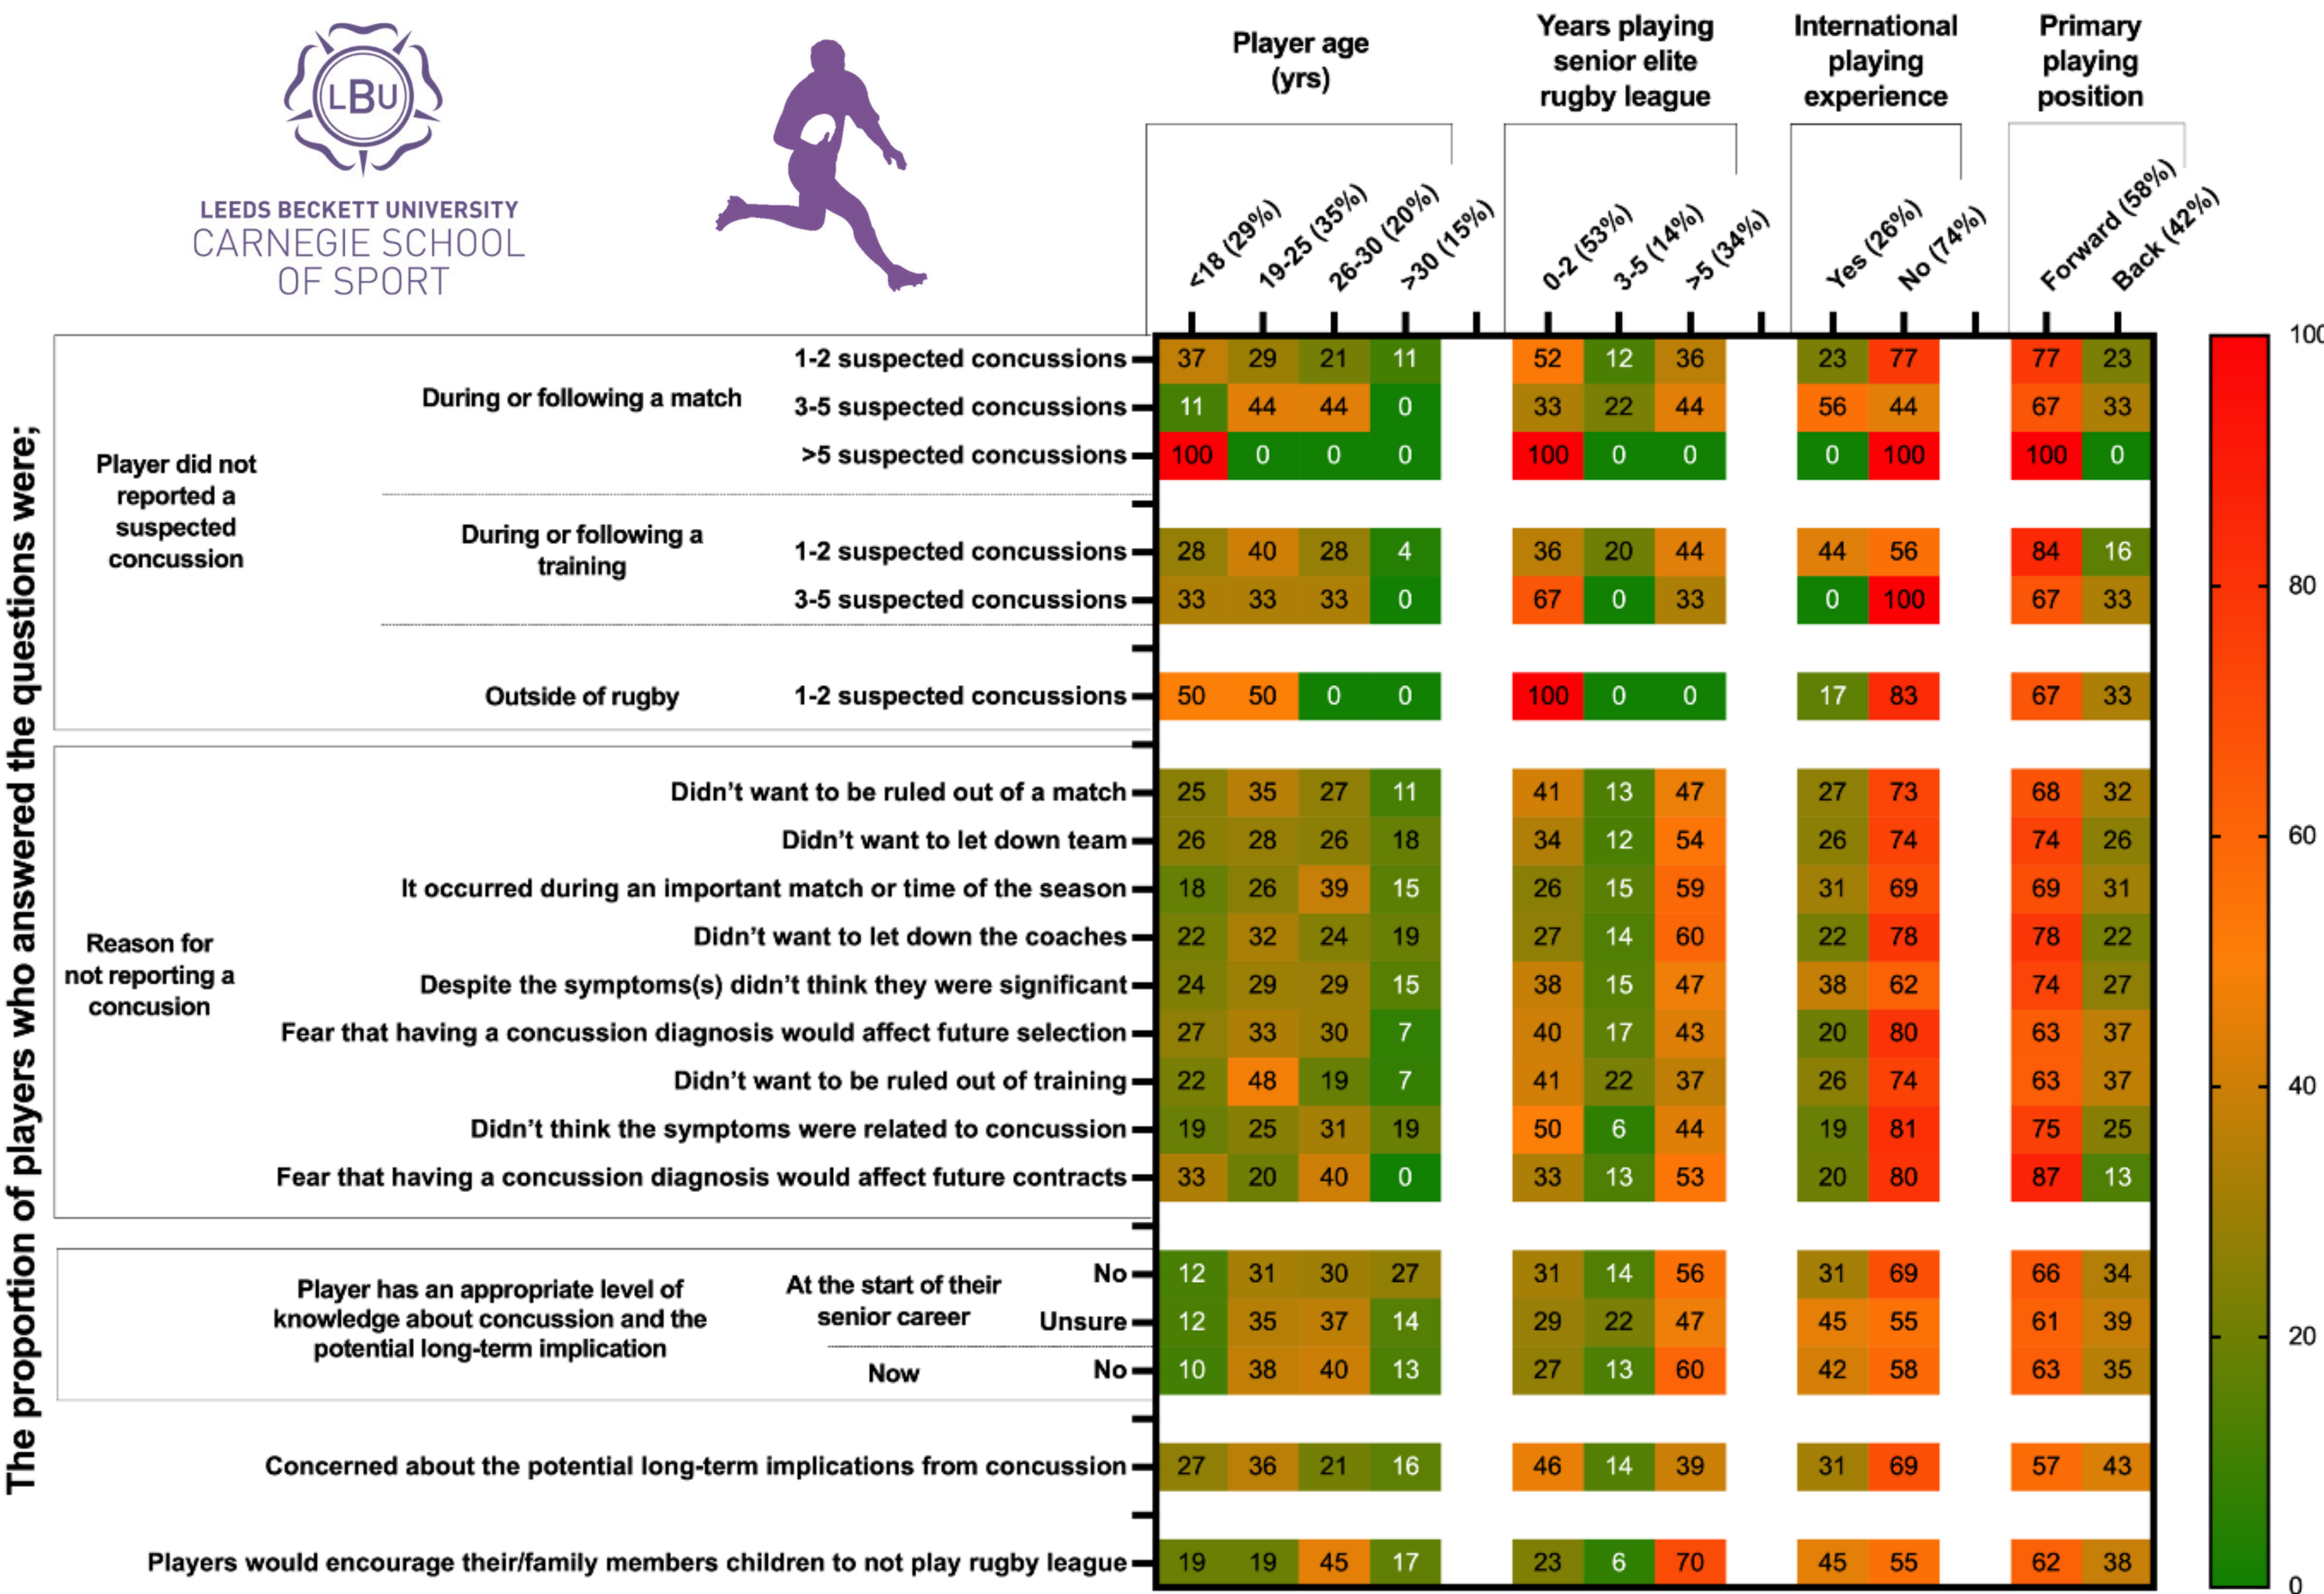 LBU
LEEDS BECKETT UNIVERSITY
CARNEGIE SCHOOL
OF SPORT
Player age
(yrs)
Years playing
senior elite
rugby league
International
playing
experience
Primary
playing
position
<18 (29%)
19-25 (35%)
26-30 (20%)
>30 (15%)
0-2 (53%)
3-5 (14%)
>5 (34%)
Yes (26%)
No (74%)
Forward (58%)
Back (42%)
The proportion of players who answered the questions were;
Player did not
reported a
suspected
concussion
During or following a match
1-2 suspected concussions 37 29 21 11 52 12 36 23 77 77 23
3-5 suspected concussions 11 44 44 0 33 22 44 56 44 67 33
>5 suspected concussions 100 0 0 0 100 0 0 0 100 100 0
During or following a
training
1-2 suspected concussions 28 40 28 4 36 20 44 44 56 84 16
3-5 suspected concussions 33 33 33 0 67 0 33 0 100 67 33
Outside of rugby
1-2 suspected concussions 50 50 0 0 100 0 0 17 83 67 33
Reason for
not reporting a
concusion
Didn't want to be ruled out of a match 25 35 27 11 41 13 47 27 73 68 32
Didn't want to let down team 26 28 26 18 34 12 54 26 74 74 26
It occurred during an important match or time of the season 18 26 39 15 26 15 59 31 69 69 31
Didn't want to let down the coaches 22 32 24 19 27 14 60 22 78 78 22
Despite the symptoms(s) didn't think they were significant 24 29 29 15 38 15 47 38 62 74 27
Fear that having a concussion diagnosis would affect future selection 27 33 30 7 40 17 43 20 80 63 37
Didn't want to be ruled out of training 22 48 19 7 41 22 37 26 74 63 37
Didn't think the symptoms were related to concussion 19 25 31 19 50 6 44 19 81 75 25
Fear that having a concussion diagnosis would affect future contracts 33 20 40 0 33 13 53 20 80 87 13
Player has an appropriate level of
knowledge about concussion and the
potential long-term implication
At the start of their
senior career
No 12 31 30 27 31 14 56 31 69 66 34
Unsure 12 35 37 14 29 22 47 45 55 61 39
Now
No 10 38 40 13 27 13 60 42 58 63 35
Concerned about the potential long-term implications from concussion 27 36 21 16 46 14 39 31 69 57 43
Players would encourage their/family members children to not play rugby league 19 19 45 17 23 6 70 45 55 62 38
100
80
60
40
20
0